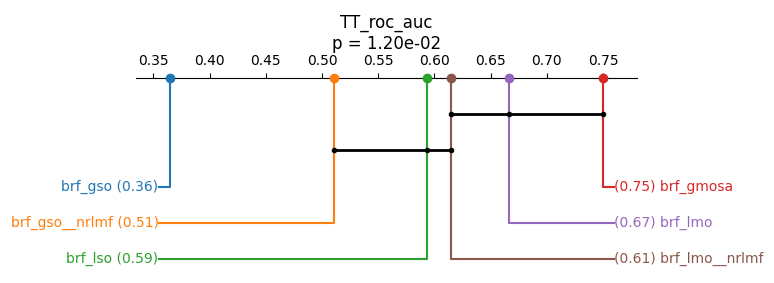 TT_roc_auc
p = 1.20e-02
0.35 0.40 0.45 0.50 0.55 0.60 0.65 0.70 0.75
brf_gso (0.36) (0.75) brf_gmosa
brf_gso__nrlmf (0.51) (0.67) brf_lmo
brf_lso (0.59) (0.61) brf_lmo__nrlmf